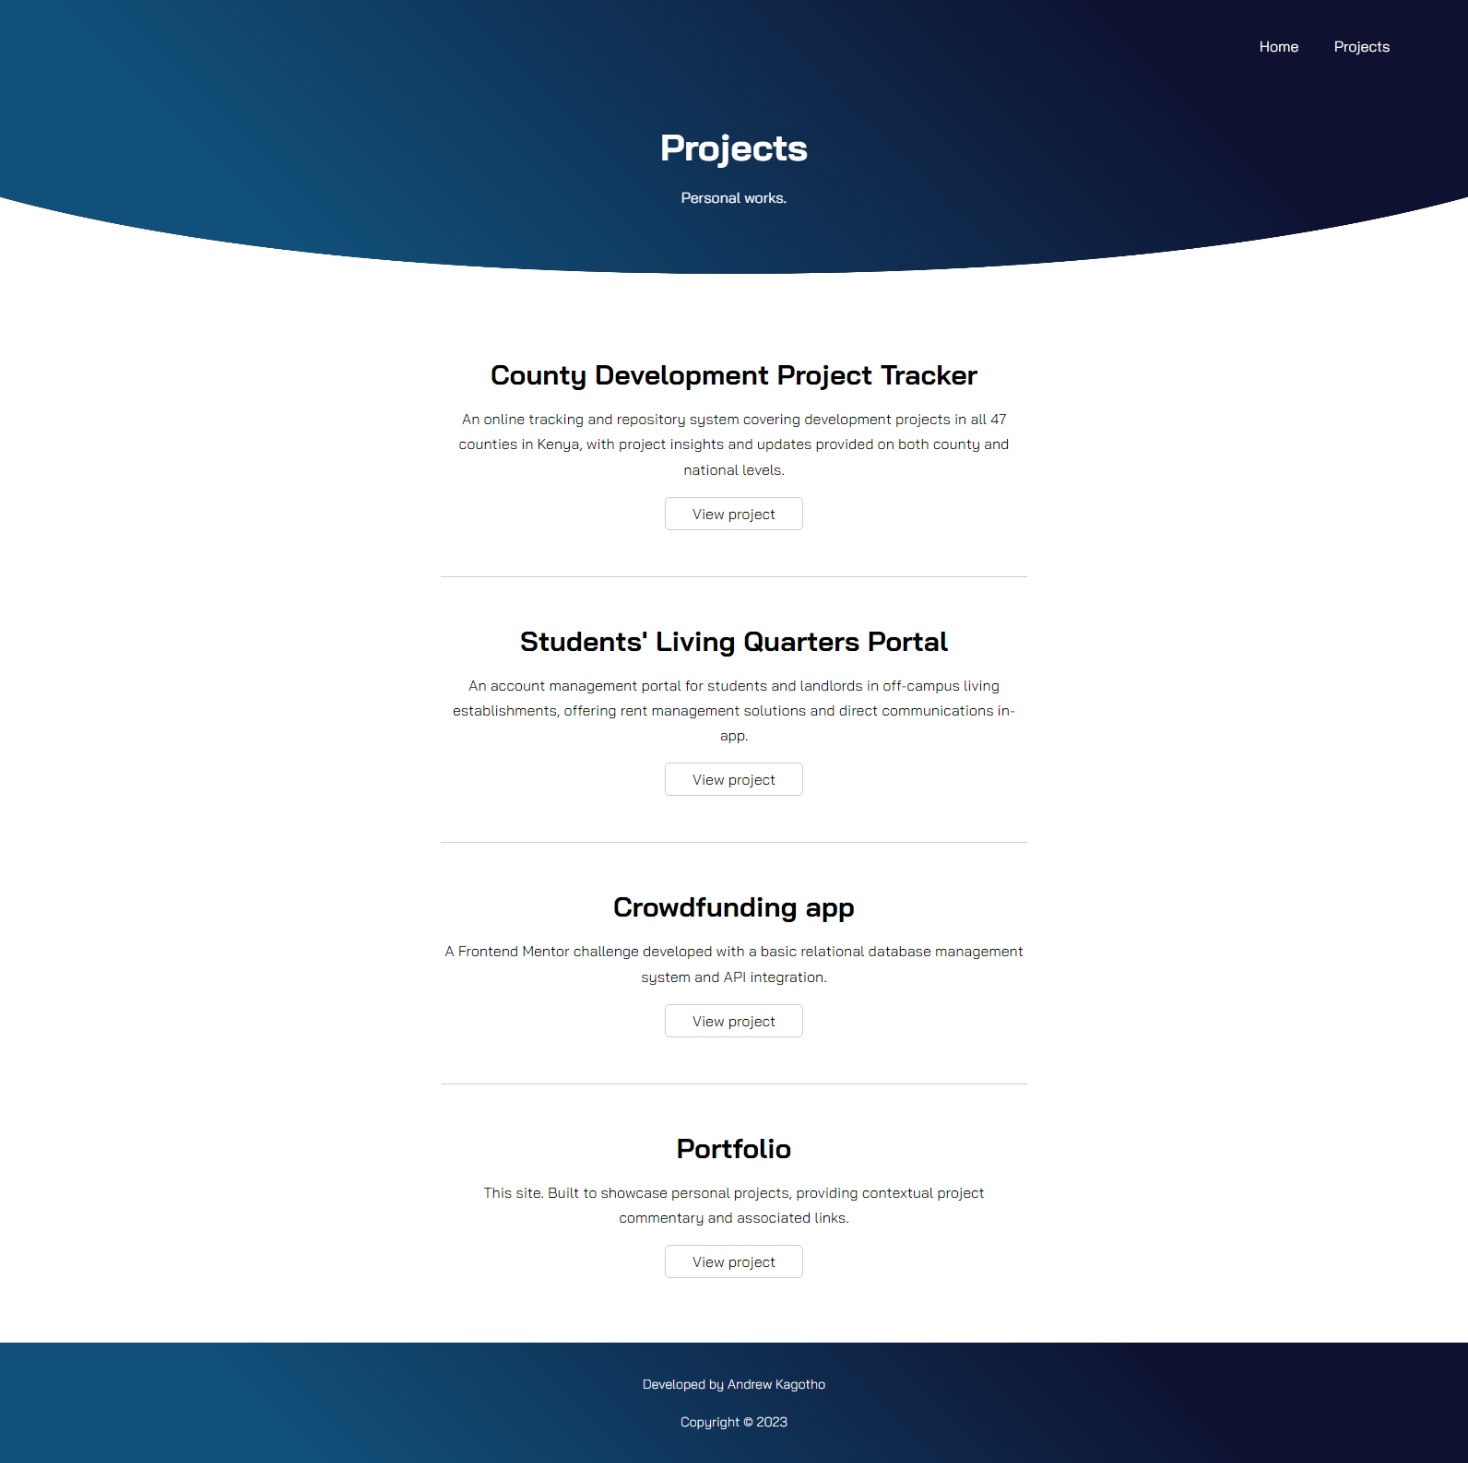 Home Projects
Projects
Personal works.
County Development Project Tracker
An online tracking and repository system covering development projects in all 47
counties in Kenya, with project insights and updates provided on both county and
national levels.
View project
Students' Living Quarters Portal
An account management portal for students and landlords in off-campus living
establishments, offering rent management solutions and direct communications in-
app.
View project
Crowdfunding app
A Frontend Mentor challenge developed with a basic relational database management
system and API integration.
View project
Portfolio
This site. Built to showcase personal projects, providing contextual project
commentary and associated links.
View project
Developed by Andrew Kagotho
Copyright © 2023